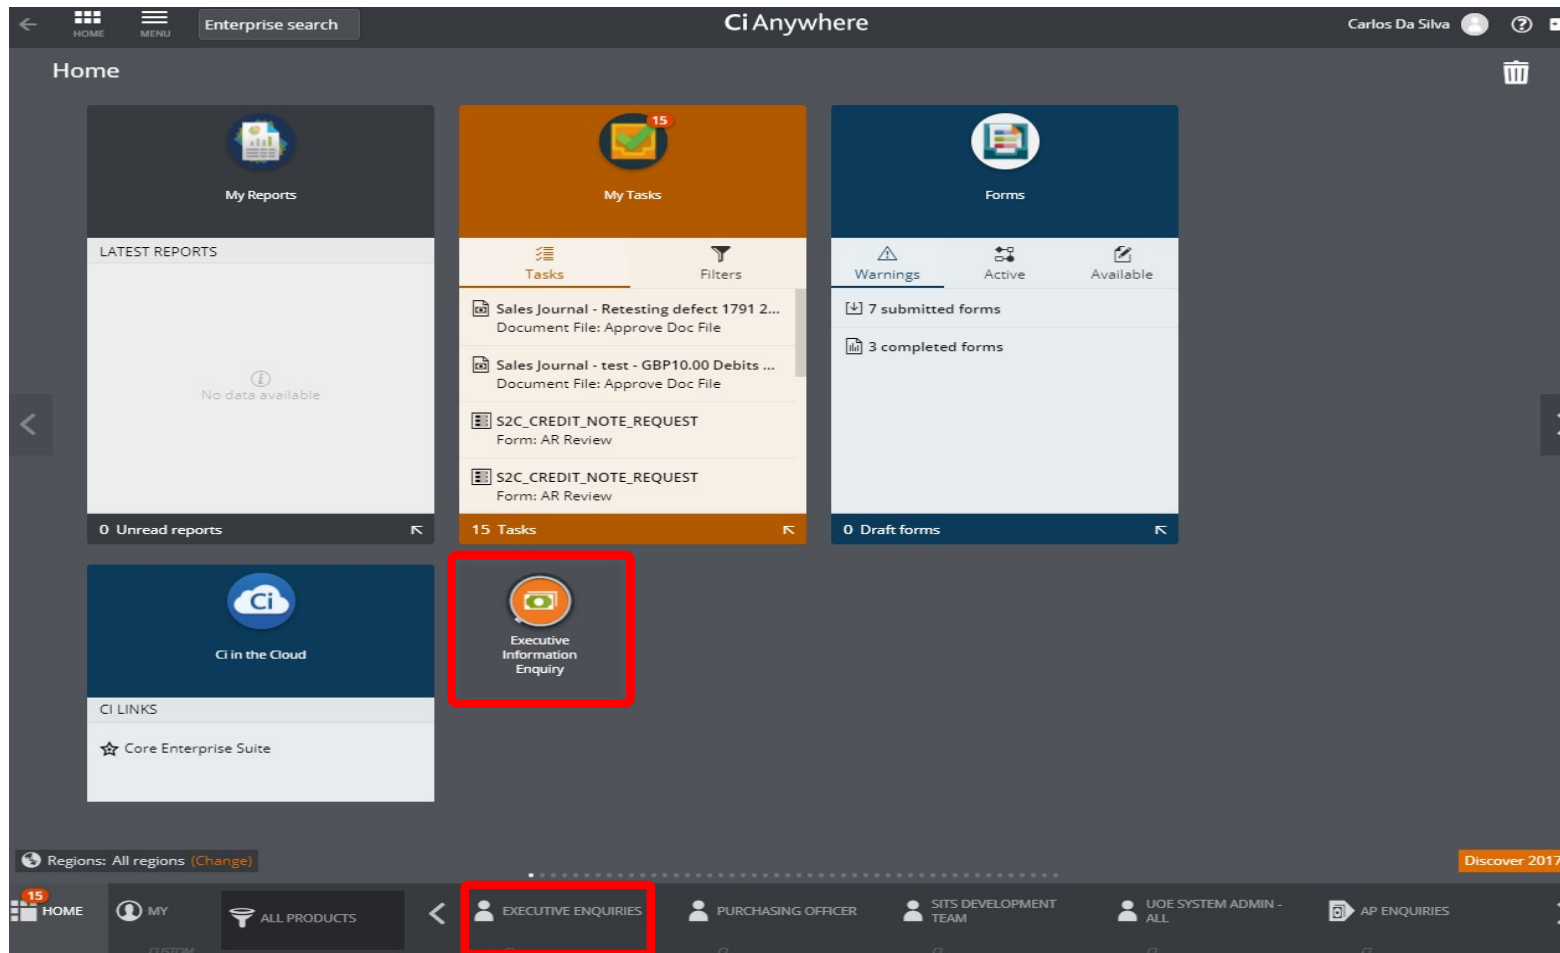 HOME
MENU
Enterprise search
Ci Anywhere
Carlos Da Silva
Home
My Reports
LATEST REPORTS
No data available
0 Unread reports
15
My Tasks
Tasks
Filters
Sales Journal - Retesting defect 1791 2...
Document File: Approve Doc File
Sales Journal - test - GBP10.00 Debits ...
Document File: Approve Doc File
S2C_CREDIT_NOTE_REQUEST
Form: AR Review
S2C_CREDIT_NOTE_REQUEST
Form: AR Review
15 Tasks
Forms
Warnings
Active
Available
7 submitted forms
3 completed forms
0 Draft forms
Ci
Ci in the Cloud
CI LINKS
Core Enterprise Suite
Executive
Information
Enquiry
Regions: All regions (Change)
Discover 2017
15
HOME
MY
CUSTOM
ALL PRODUCTS
EXECUTIVE ENQUIRIES
PURCHASING OFFICER
SITS DEVELOPMENT
TEAM
UOE SYSTEM ADMIN -
ALL
AP ENQUIRIES